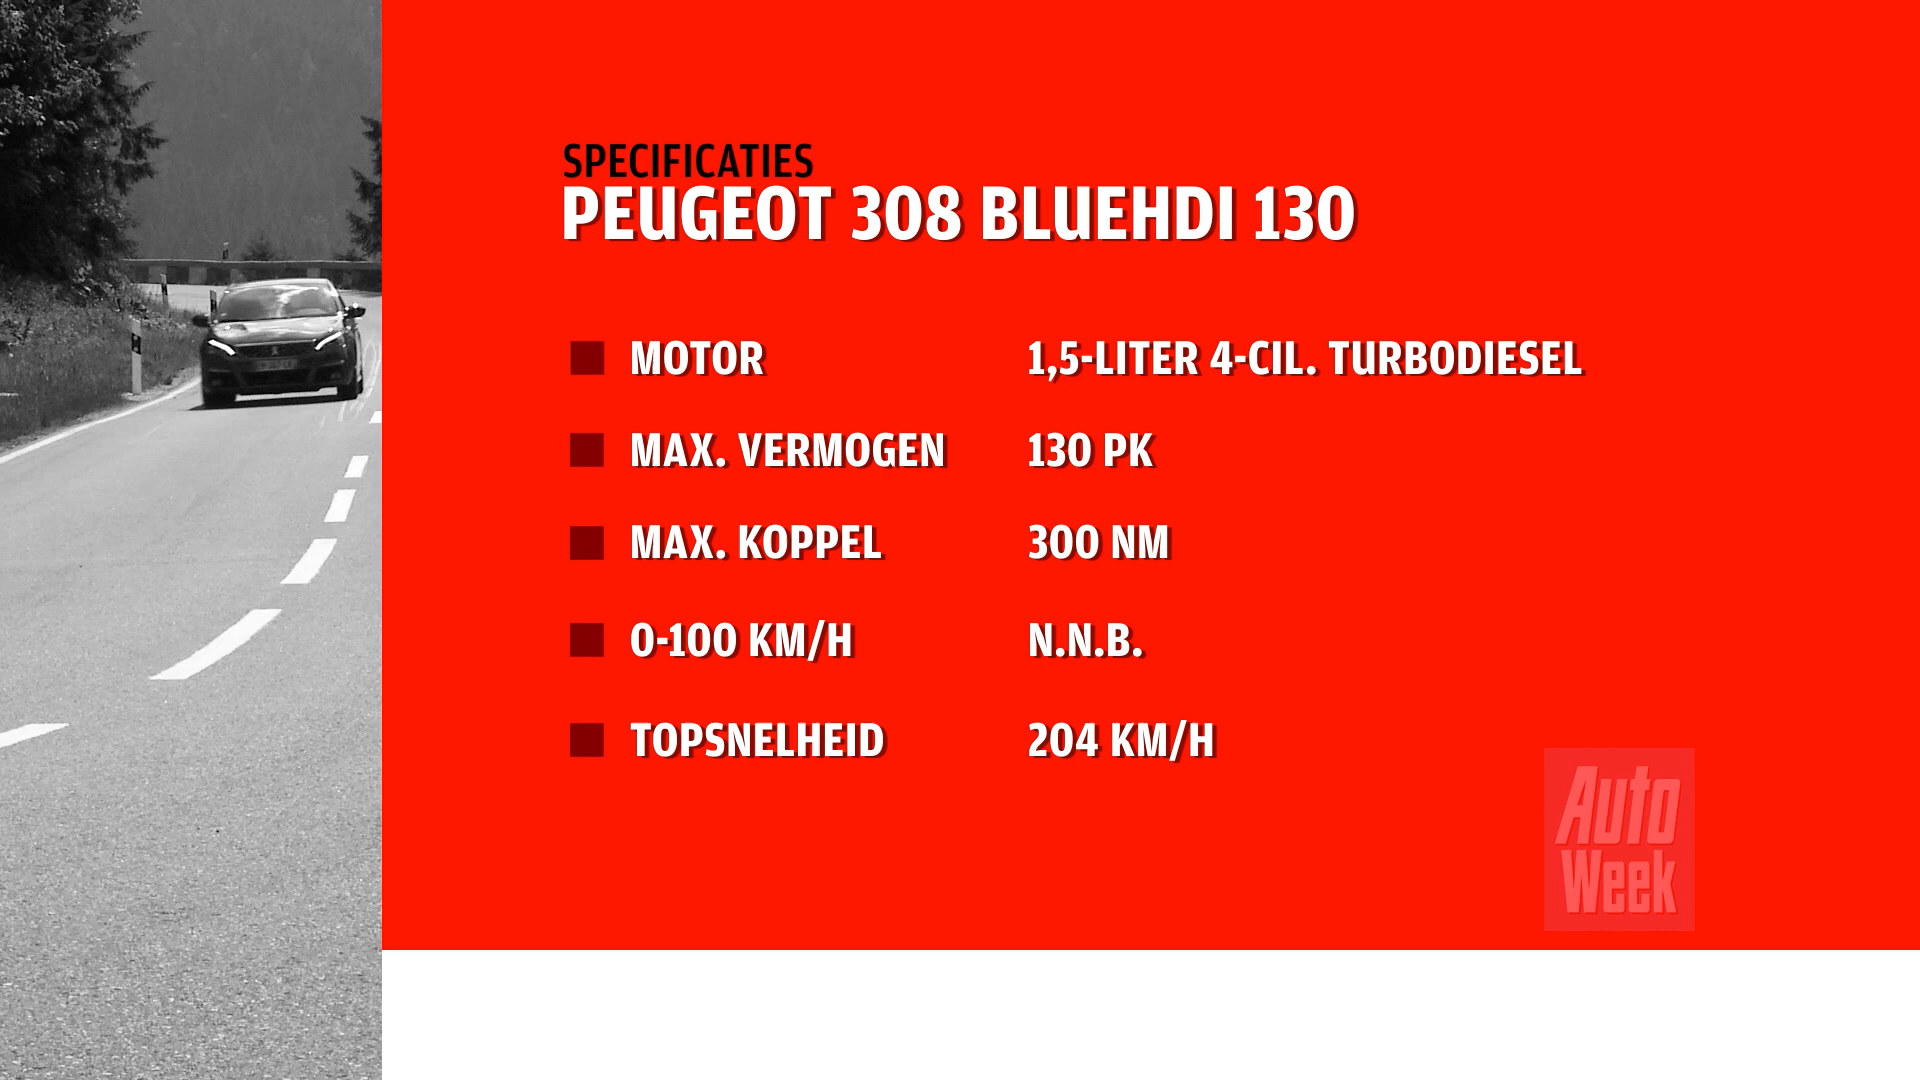 SPECIFICATIES
PEUGEOT 308 BLUEHDI 130
MOTOR 1,5-LITER 4-CIL. TURBODIESEL
MAX. VERMOGEN 130 PK
MAX. KOPPEL 300 NM
0-100 KM/H N.N.B.
TOPSNELHEID 204 KM/H
Auto
Week